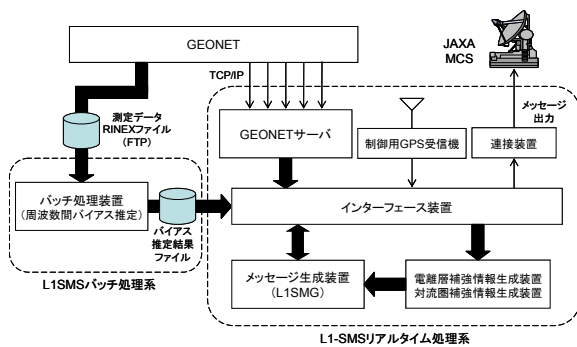 GEONET
JAXA
MCS
TCP/IP
測定データ
RINEXファイル
(FTP)
メッセージ
出力
GEONETサーバ
制御用GPS受信機
連接装置
バッチ処理装置
(周波数間バイアス推定)
インターフェース装置
バイアス
推定結果
ファイル
L1SMSバッチ処理系
メッセージ生成装置
(L1SMG)
電離層補強情報生成装置
対流圏補強情報生成装置
L1-SMSリアルタイム処理系